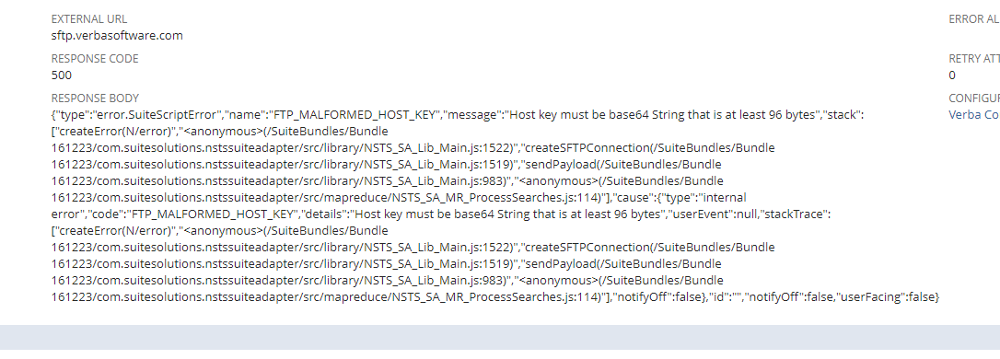 EXTERNAL URL
ERROR AL
sftp.verbasoftware.com
RESPONSE CODE
RETRY ATT
500
0
RESPONSE BODY
CONFIGUR
{"type":"error.SuiteScriptError","name":"FTP_MALFORMED_HOST_KEY","message":"Host key must be base64 String that is at least 96 bytes","stack":
Verba Co
["createError(N/error)","<anonymous>(/SuiteBundles/Bundle
161223/com.suitesolutions.nstssuiteadapter/src/library/NSTS_SA_Lib_Main.js:1522)","createSFTPConnection(/SuiteBundles/Bundle
161223/com.suitesolutions.nstssuiteadapter/src/library/NSTS_SA_Lib_Main.js:1519)","sendPayload(/SuiteBundles/Bundle
161223/com.suitesolutions.nstssuiteadapter/src/library/NSTS_SA_Lib_Main.js:983)","<anonymous>(/SuiteBundles/Bundle
161223/com.suitesolutions.nstssuiteadapter/src/mapreduce/NSTS_SA_MR_ProcessSearches.js:114)"],"cause":{"type":"internal
error","code":"FTP_MALFORMED_HOST_KEY","details":"Host key must be base64 String that is at least 96 bytes","userEvent":null,"stackTrace":
["createError(N/error)","<anonymous>(/SuiteBundles/Bundle
161223/com.suitesolutions.nstssuiteadapter/src/library/NSTS_SA_Lib_Main.js:1522)","createSFTPConnection(/SuiteBundles/Bundle
161223/com.suitesolutions.nstssuiteadapter/src/library/NSTS_SA_Lib_Main.js:1519)","sendPayload(/SuiteBundles/Bundle
161223/com.suitesolutions.nstssuiteadapter/src/library/NSTS_SA_Lib_Main.js:983)","<anonymous>(/SuiteBundles/Bundle
161223/com.suitesolutions.nstssuiteadapter/src/mapreduce/NSTS_SA_MR_ProcessSearches.js:114)"],"notifyOff":false},"id":"","notifyOff":false,"userFacing":false}